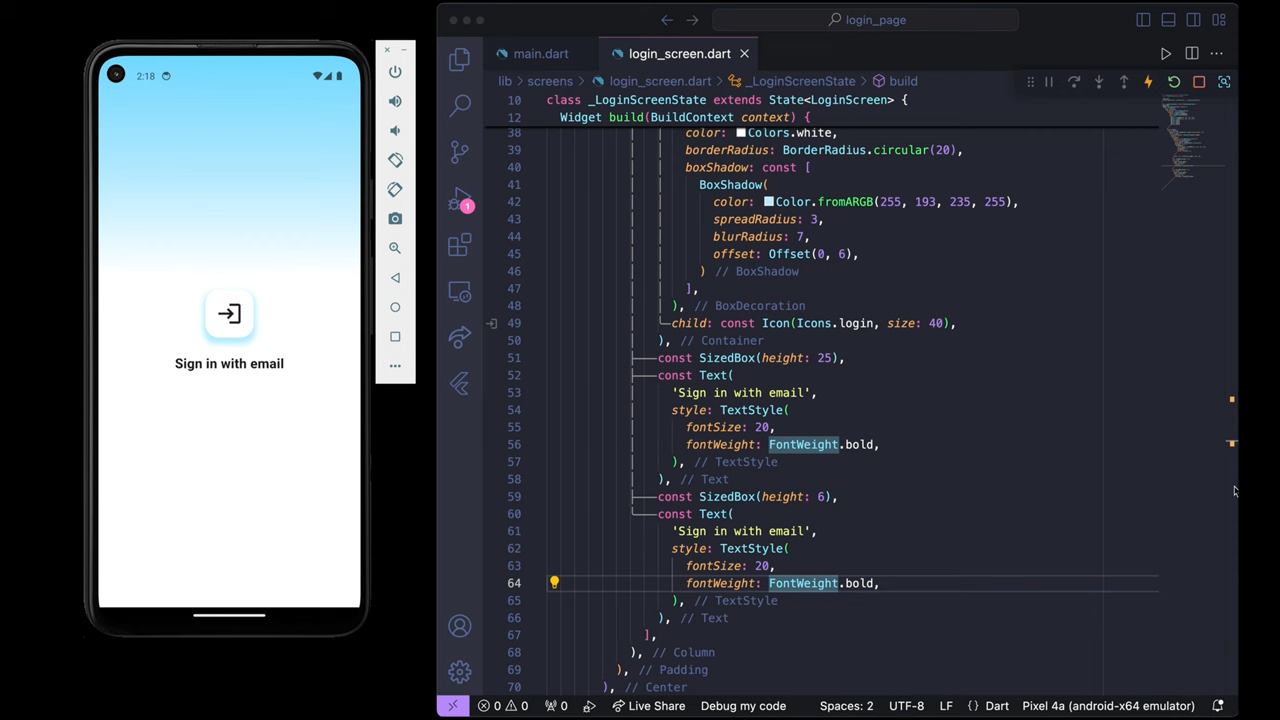 2:18
Sign in with email
login_page
main.dart
login_screen.dart
lib > screens > login_screen.dart > _LoginScreenState > build
10 class _LoginScreenState extends State<LoginScreen> {
12 Widget build(BuildContext context) {
38 color: Colors.white,
39 borderRadius: BorderRadius.circular(20),
40 boxShadow: const [
41 BoxShadow(
42 color: Color.fromARGB(255, 193, 235, 255),
43 spreadRadius: 3,
44 blurRadius: 7,
45 offset: Offset(0, 6),
46 ) // BoxShadow
47 ],
48 ), // BoxDecoration
49 child: const Icon(Icons.login, size: 40),
50 ), // Container
51 const SizedBox(height: 25),
52 const Text(
53 'Sign in with email',
54 style: TextStyle(
55 fontSize: 20,
56 fontWeight: FontWeight.bold,
57 ), // TextStyle
58 ), // Text
59 const SizedBox(height: 6),
60 const Text(
61 'Sign in with email',
62 style: TextStyle(
63 fontSize: 20,
64 fontWeight: FontWeight.bold,
65 ), // TextStyle
66 ), // Text
67 ],
68 ), // Column
69 ), // Padding
70 ), // Center
1
0 0 0 Live Share Debug my code Spaces: 2 UTF-8 LF {} Dart Pixel 4a (android-x64 emulator)